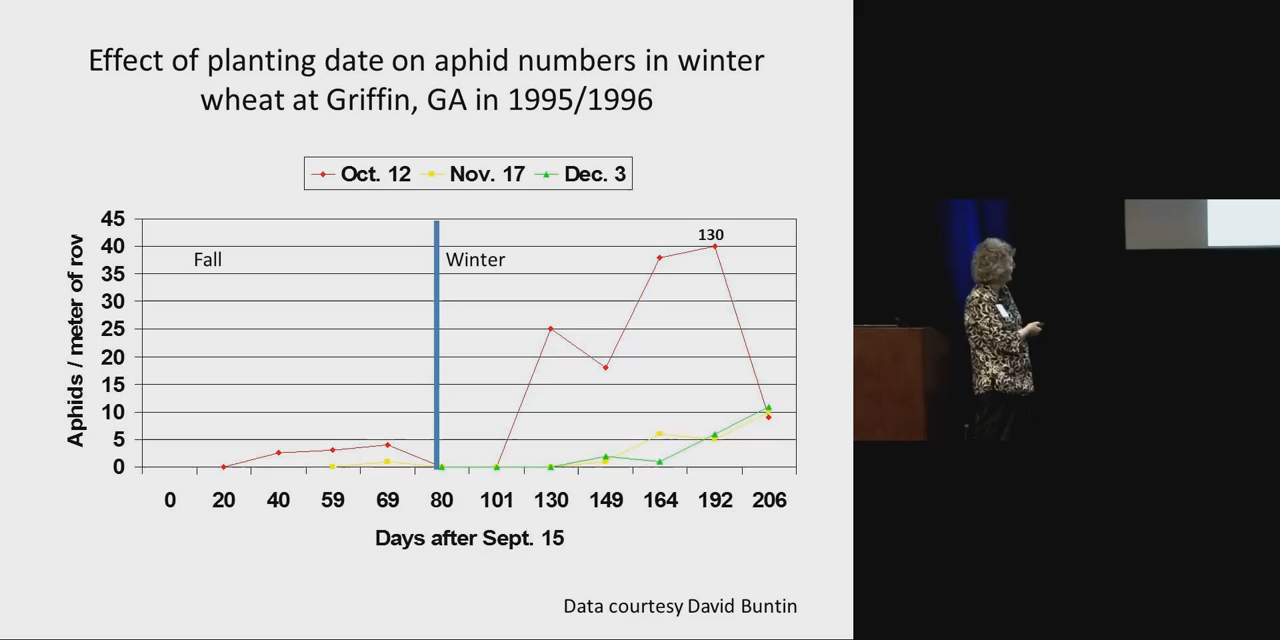 Effect of planting date on aphid numbers in winter
wheat at Griffin, GA in 1995/1996
Oct. 12 Nov. 17 Dec. 3
Aphids / meter of rov
45
40
35
30
25
20
15
10
5
0
Fall
Winter
130
0 20 40 59 69 80 101 130 149 164 192 206
Days after Sept. 15
Data courtesy David Buntin